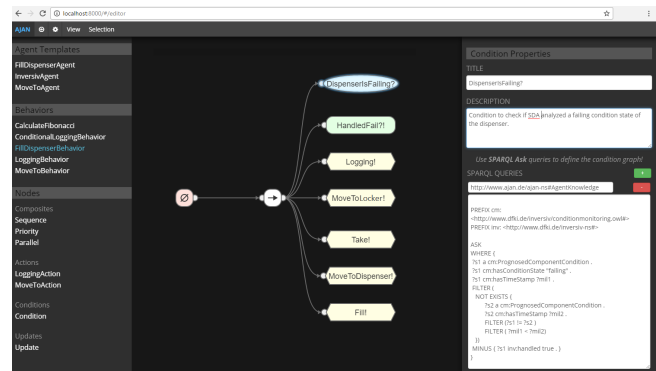 localhost:8000/#/editor
AJAN View Selection
Agent Templates
FillDispenserAgent
InversivAgent
MoveToAgent
Behaviors
CalculateFibonacci
ConditionalLoggingBehavior
FillDispenserBehavior
LoggingBehavior
MoveToBehavior
Nodes
Composites
Sequence
Priority
Parallel
Actions
LoggingAction
MoveToAction
Conditions
Condition
Updates
Update
DispenserIsFailing?
HandledFail?!
Logging!
MoveToLocker!
Take!
MoveToDispenser!
Fill!
Condition Properties
TITLE
DispenserIsFailing?
DESCRIPTION
Condition to check if SDA analyzed a failing condition state of
the dispenser.
Use SPARQL Ask queries to define the condition graph!
SPARQL QUERIES
+
http://www.ajan.de/ajan-ns#AgentKnowledge
-
PREFIX cm:
<http://www.dfki.de/inversiv/conditionmonitoring.owl#>
PREFIX inv: <http://www.dfki.de/inversiv-ns#>
ASK
WHERE {
?s1 a cm:PrognosedComponentCondition .
?s1 cm:hasConditionState "failing" .
?s1 cm:hasTimeStamp ?mil1 .
FILTER (
NOT EXISTS {
?s2 a cm:PrognosedComponentCondition .
?s2 cm:hasTimeStamp ?mil2 .
FILTER (?s1 != ?s2 )
FILTER ( ?mil1 < ?mil2)
})
MINUS { ?s1 inv:handled true . }
}